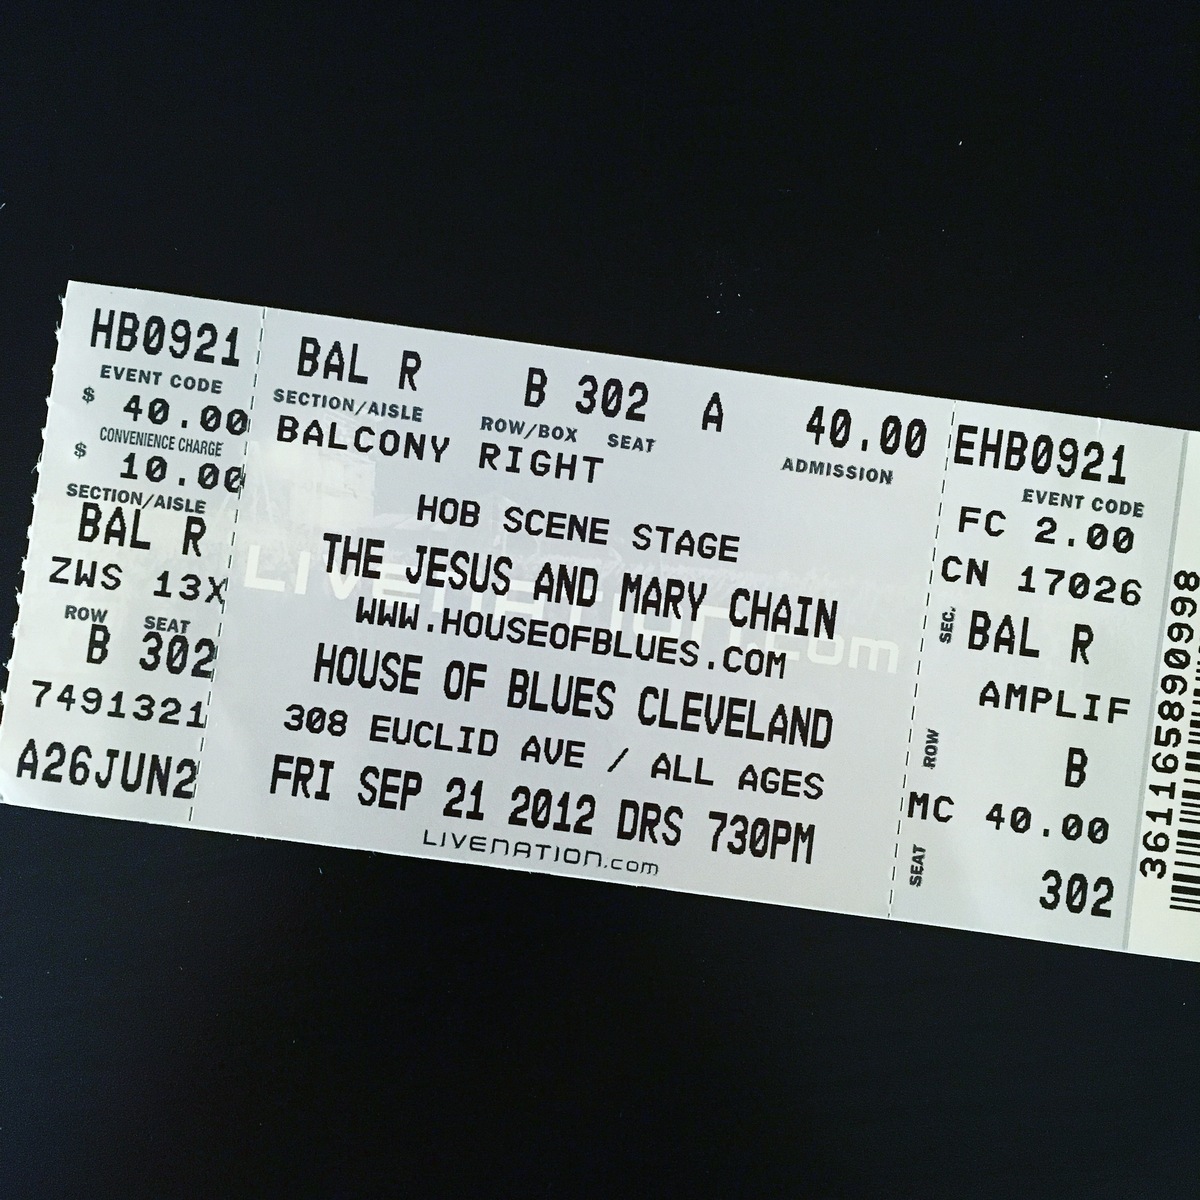 HB0921
EVENT CODE
$ 40.00
CONVENIENCE CHARGE
$ 10.00
SECTION/AISLE
BAL R
ZWS 13X
ROW SEAT
B 302
7491321
A26JUN2
BAL R B 302 A 40.00
SECTION/AISLE ROW/BOX SEAT ADMISSION
BALCONY RIGHT
HOB SCENE STAGE
THE JESUS AND MARY CHAIN
WWW.HOUSEOFBLUES.COM
HOUSE OF BLUES CLEVELAND
308 EUCLID AVE / ALL AGES
FRI SEP 21 2012 DRS 730PM
LIVENATION.com
LIVENATION.com
EHB0921
EVENT CODE
FC 2.00
CN 17026
SEC. BAL R
AMPLIF
ROW B
MC 40.00
SEAT 302
361165890998